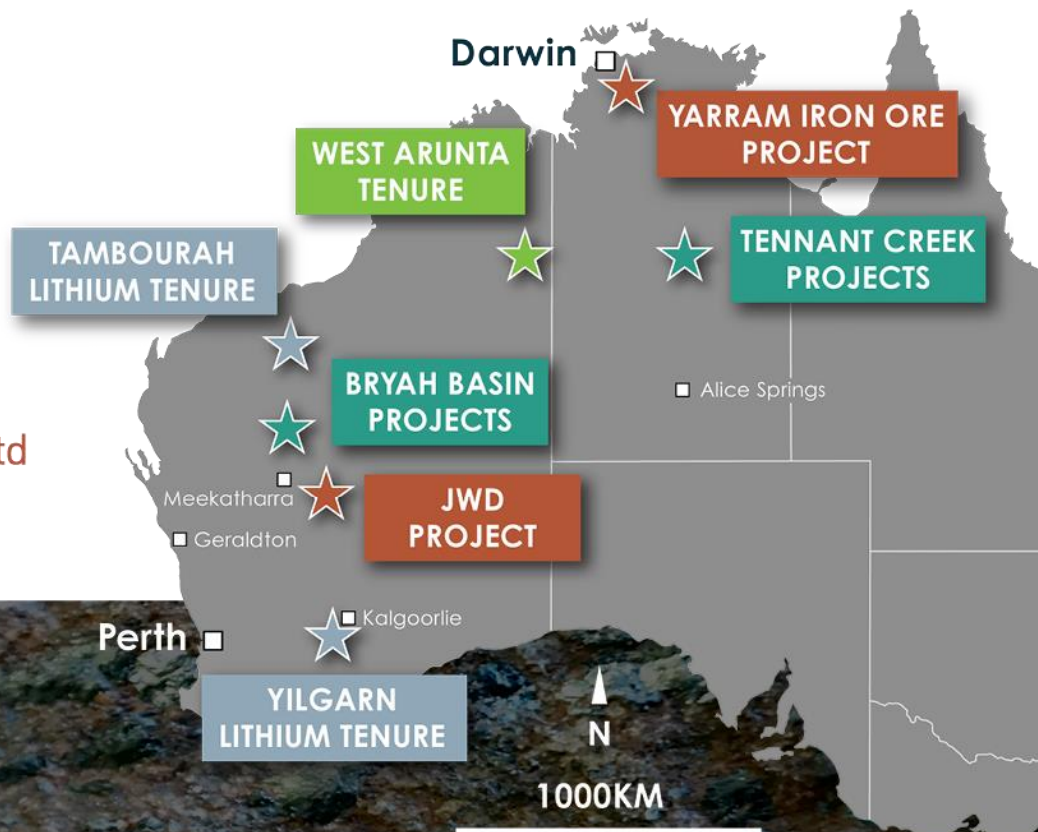 Darwin
YARRAM IRON ORE
PROJECT
WEST ARUNTA
TENURE
TENNANT CREEK
PROJECTS
TAMBOURAH
LITHIUM TENURE
BRYAH BASIN
PROJECTS
Alice Springs
td
Meekatharra
JWD
PROJECT
Geraldton
Kalgoorlie
Perth
YILGARN
LITHIUM TENURE
N
1000KM